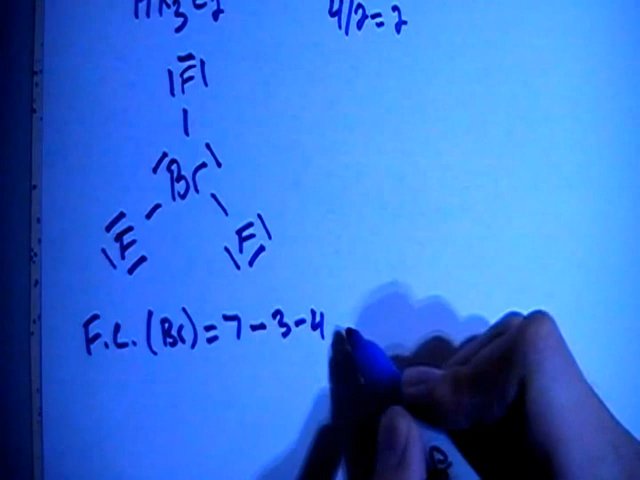 4/2=2
F
Br
F F
F.C. (Br) = 7 - 3 - 4